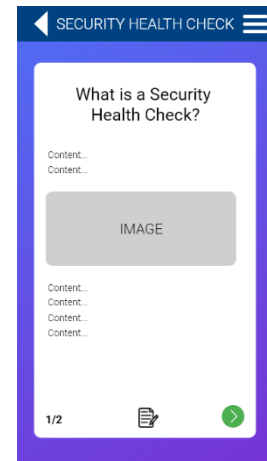 SECURITY HEALTH CHECK
What is a Security
Health Check?
Content...
Content...
IMAGE
Content...
Content...
Content...
Content...
1/2